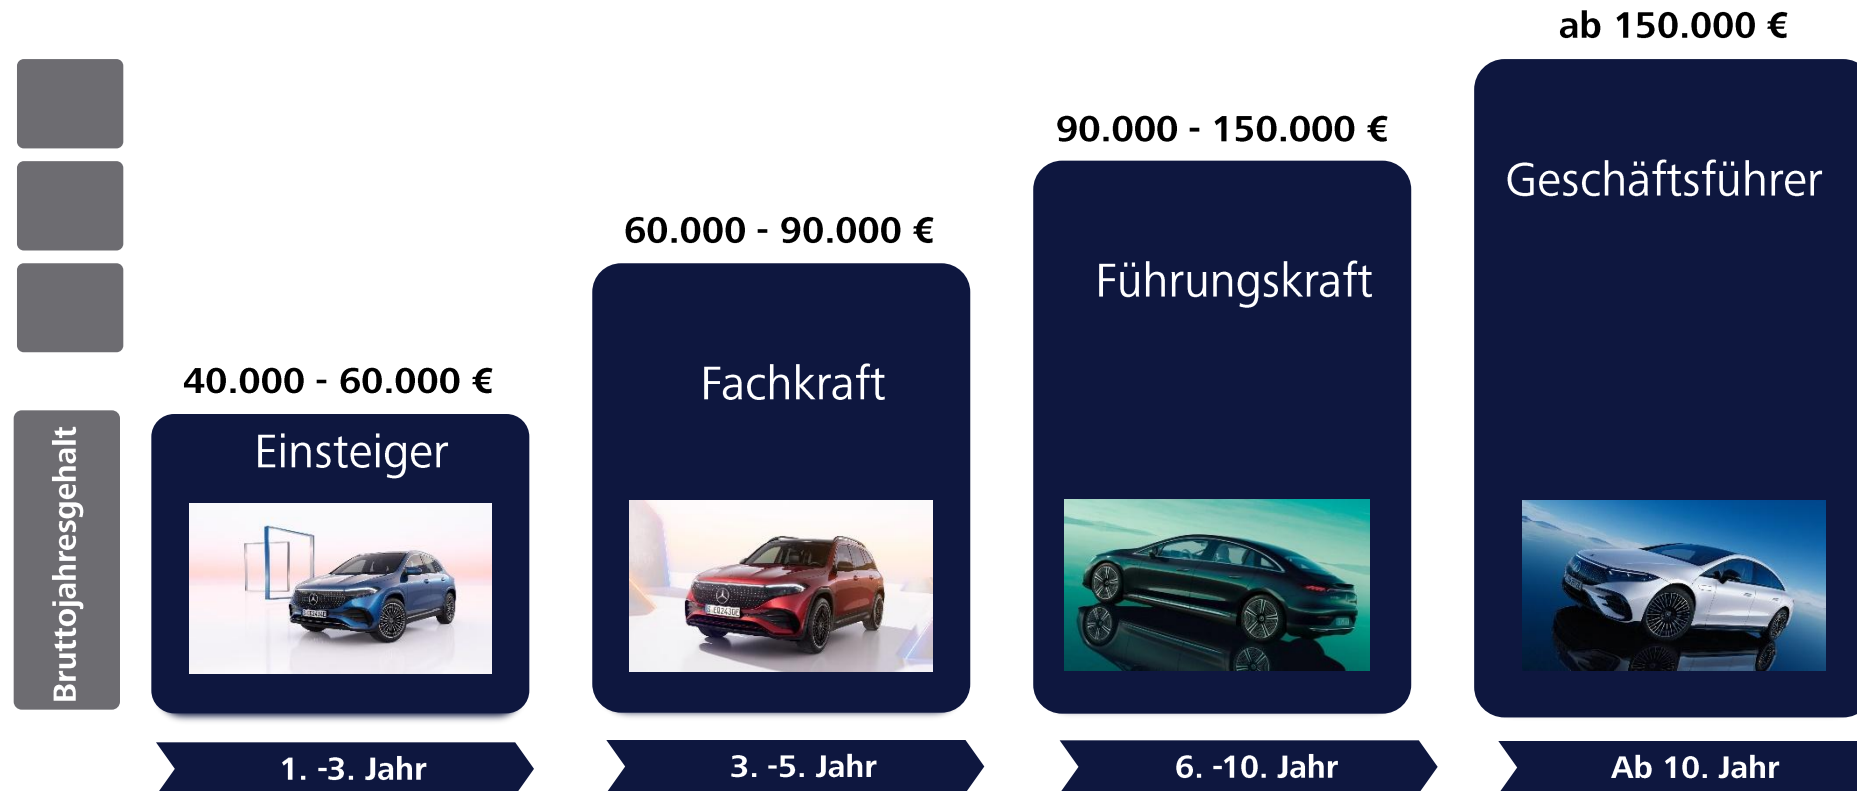 ab 150.000 €
90.000 - 150.000 €
Geschäftsführer
60.000 - 90.000 €
Führungskraft
40.000 - 60.000 €
Fachkraft
Einsteiger
Bruttojahresgehalt
1. -3. Jahr
3. -5. Jahr
6. -10. Jahr
Ab 10. Jahr